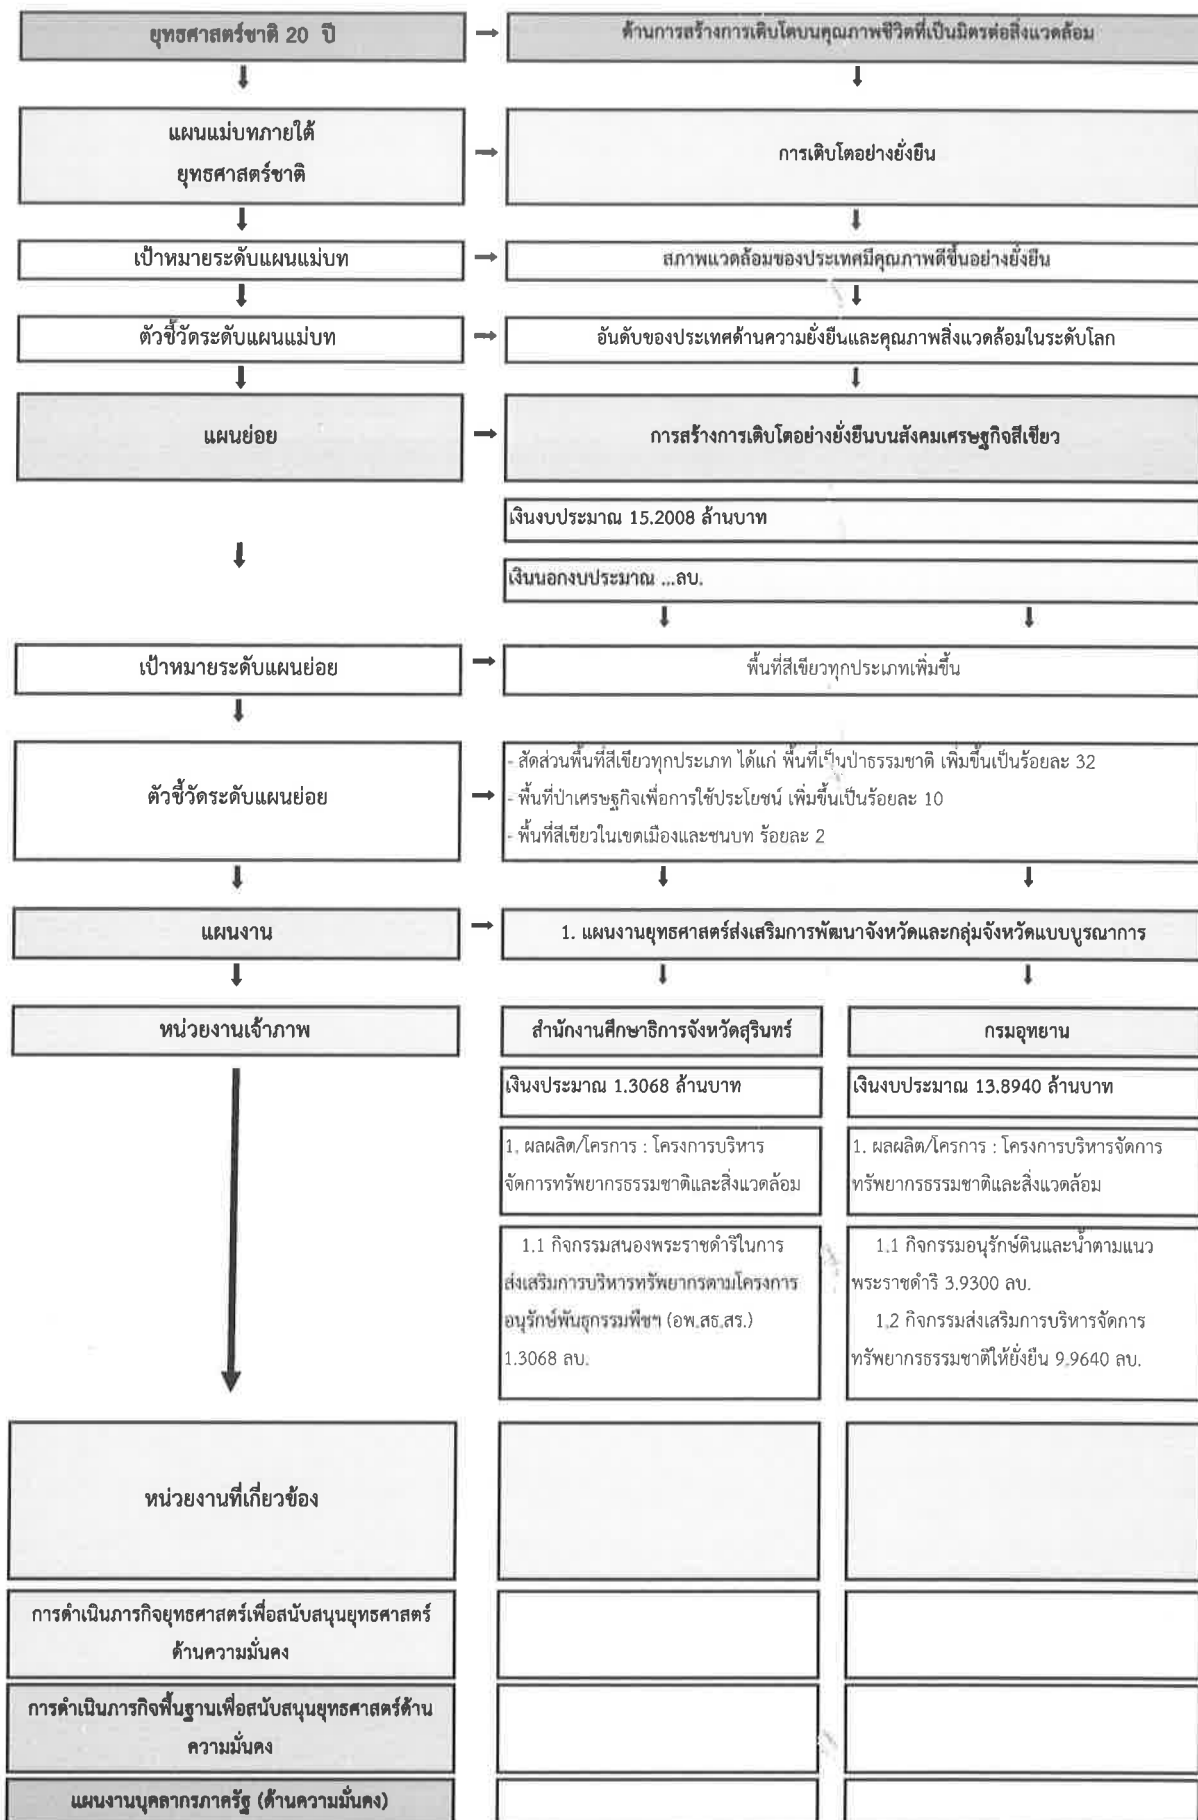 ยุทธศาสตร์ชาติ 20 ปี
ด้านการสร้างการเติบโตบนคุณภาพชีวิตที่เป็นมิตรต่อสิ่งแวดล้อม
แผนแม่บทภายใต้
ยุทธศาสตร์ชาติ
การเติบโตอย่างยั่งยืน
เป้าหมายระดับแผนแม่บท
สภาพแวดล้อมของประเทศมีคุณภาพดีขึ้นอย่างยั่งยืน
ตัวชี้วัดระดับแผนแม่บท
อันดับของประเทศด้านความยั่งยืนและคุณภาพสิ่งแวดล้อมในระดับโลก
แผนย่อย
การสร้างการเติบโตอย่างยั่งยืนบนสังคมเศรษฐกิจสีเขียว
เงินงบประมาณ 15.2008 ล้านบาท
เงินนอกงบประมาณ ...ลบ.
เป้าหมายระดับแผนย่อย
พื้นที่สีเขียวทุกประเภทเพิ่มขึ้น
ตัวชี้วัดระดับแผนย่อย
- สัดส่วนพื้นที่สีเขียวทุกประเภท ได้แก่ พื้นที่เป็นป่าธรรมชาติ เพิ่มขึ้นเป็นร้อยละ 32
- พื้นที่ป่าเศรษฐกิจเพื่อการใช้ประโยชน์ เพิ่มขึ้นเป็นร้อยละ 10
- พื้นที่สีเขียวในเขตเมืองและชนบท ร้อยละ 2
แผนงาน
1. แผนงานยุทธศาสตร์ส่งเสริมการพัฒนาจังหวัดและกลุ่มจังหวัดแบบบูรณาการ
หน่วยงานเจ้าภาพ
สำนักงานศึกษาธิการจังหวัดสุรินทร์
กรมอุทยาน
เงินงประมาณ 1.3068 ล้านบาท
เงินงบประมาณ 13.8940 ล้านบาท
1. ผลผลิต/โครการ : โครงการบริหาร
จัดการทรัพยากรธรรมชาติและสิ่งแวดล้อม
1. ผลผลิต/โครการ : โครงการบริหารจัดการ
ทรัพยากรธรรมชาติและสิ่งแวดล้อม
1.1 กิจกรรมสนองพระราชดำริในการ
ส่งเสริมการบริหารทรัพยากรตามโครงการ
อนุรักษ์พันธุกรรมพืชฯ (อพ.สธ.สร.)
1.3068 ลบ.
1.1 กิจกรรมอนุรักษ์ดินและน้ำตามแนว
พระราชดำริ 3.9300 ลบ.
1.2 กิจกรรมส่งเสริมการบริหารจัดการ
ทรัพยากรธรรมชาติให้ยั่งยืน 9.9640 ลบ.
หน่วยงานที่เกี่ยวข้อง
การดำเนินภารกิจยุทธศาสตร์เพื่อสนับสนุนยุทธศาสตร์
ด้านความมั่นคง
การดำเนินภารกิจพื้นฐานเพื่อสนับสนุนยุทธศาสตร์ด้าน
ความมั่นคง
แผนงานบุคลากรภาครัฐ (ด้านความมั่นคง)